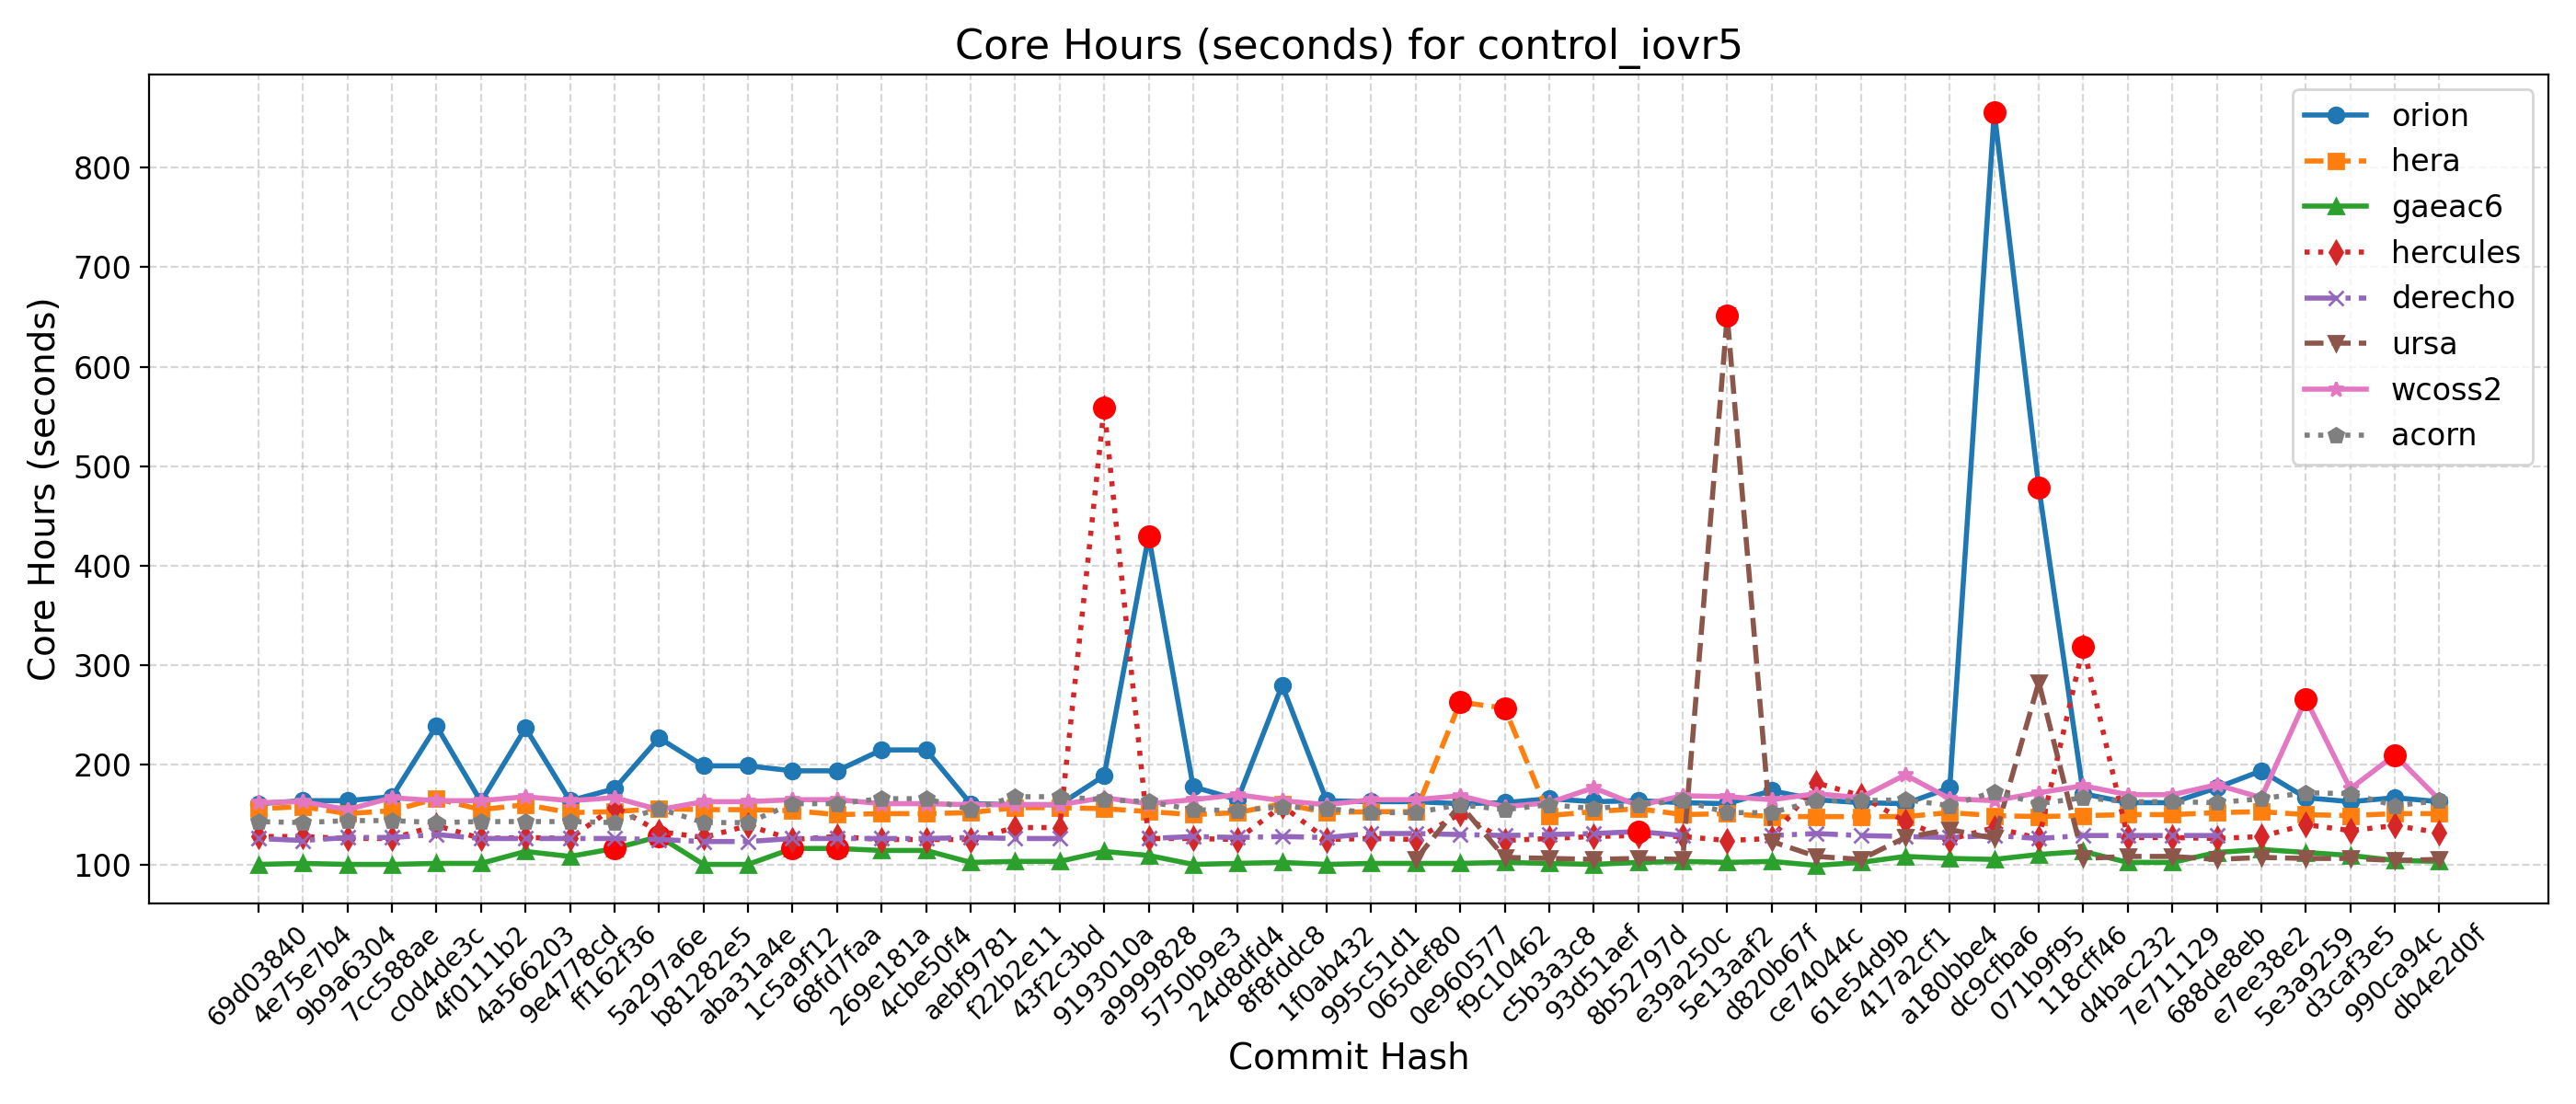 Core Hours (seconds) for control_iovr5
Core Hours (seconds)
800
700
600
500
400
300
200
100
orion
hera
gaeac6
hercules
derecho
ursa
wcoss2
acorn
69d03840
4e75e7b4
9b9a6304
7cc588ae
c0d4de3c
4f0111b2
4a566203
9e4778cd
ff162f36
5a297a6e
b81282e5
aba31a4e
1c5a9f12
68fd7faa
269e181a
4cbe50f4
aebf9781
f22b2e11
43f2c3bd
9193010a
a9999828
5750b9e3
24d8dfd4
8f8fddc8
1f0ab432
995c51d1
065def80
0e960577
f9c10462
c5b3a3c8
93d51aef
8b52797d
e39a250c
5e13aaf2
d820b67f
ce74044c
61e54d9b
417a2cf1
a180bbe4
dc9cfba6
071b9f95
118cff46
d4bac232
7e711129
688de8eb
e7ee38e2
5e3a9259
d3caf3e5
990ca94c
db4e2d0f
Commit Hash